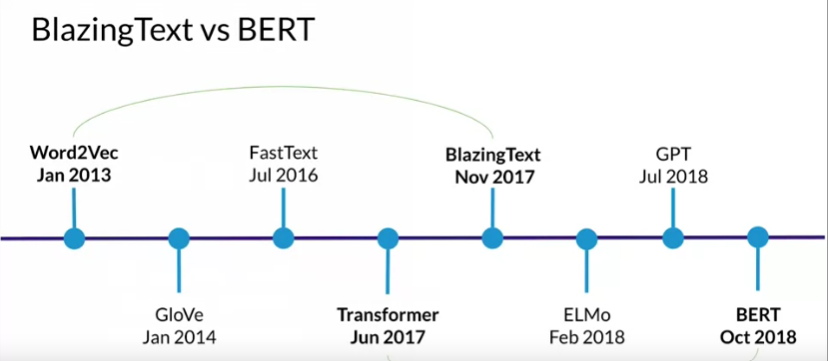 BlazingText vs BERT
Word2Vec
Jan 2013
FastText
Jul 2016
BlazingText
Nov 2017
GPT
Jul 2018
GloVe
Jan 2014
Transformer
Jun 2017
ELMo
Feb 2018
BERT
Oct 2018